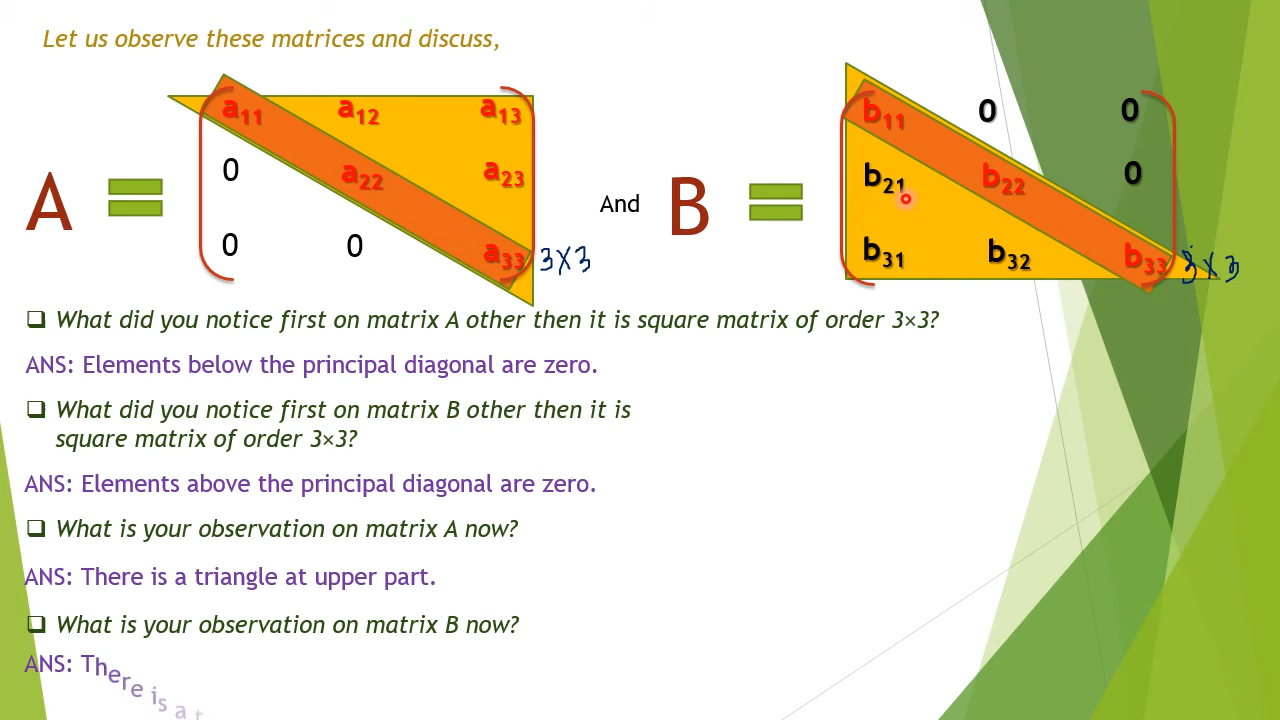 Let us observe these matrices and discuss,
A = a11 a12 a13
0 a22 a23
0 0 a33 3×3
And
B = b11 0 0
b21 b22 0
b31 b32 b33 3×3
❑ What did you notice first on matrix A other then it is square matrix of order 3×3?
ANS: Elements below the principal diagonal are zero.
❑ What did you notice first on matrix B other then it is
square matrix of order 3×3?
ANS: Elements above the principal diagonal are zero.
❑ What is your observation on matrix A now?
ANS: There is a triangle at upper part.
❑ What is your observation on matrix B now?
ANS: There is a t